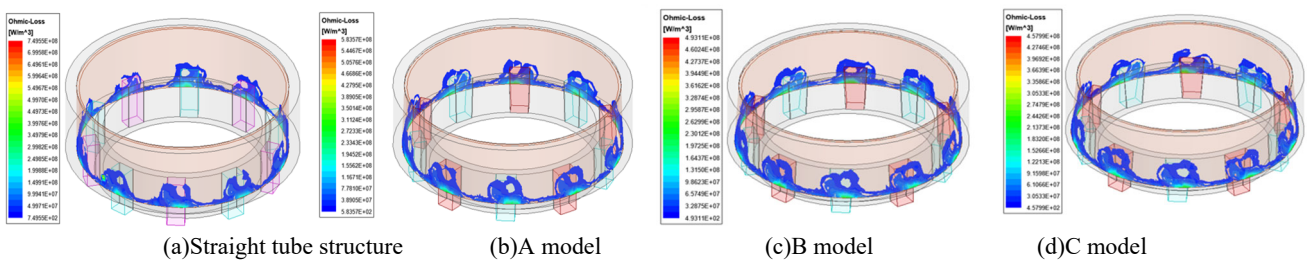 Ohmic-Loss
[W/m^3]
7.4955E+08
6.9958E+08
6.4961E+08
5.9964E+08
5.4967E+08
4.9970E+08
4.4973E+08
3.9976E+08
3.4979E+08
2.9982E+08
2.4985E+08
1.9988E+08
1.4991E+08
9.9941E+07
4.9971E+07
7.4955E+02
Ohmic-Loss
[W/m^3]
5.8357E+08
5.4467E+08
5.0576E+08
4.6686E+08
4.2795E+08
3.8905E+08
3.5014E+08
3.1124E+08
2.7233E+08
2.3343E+08
1.9452E+08
1.5562E+08
1.1671E+08
7.7810E+07
3.8905E+07
5.8357E+02
Ohmic-Loss
[W/m^3]
4.9311E+08
4.6024E+08
4.2737E+08
3.9449E+08
3.6162E+08
3.2874E+08
2.9587E+08
2.6299E+08
2.3012E+08
1.9725E+08
1.6437E+08
1.3150E+08
9.8623E+07
6.5749E+07
3.2875E+07
4.9311E+02
Ohmic-Loss
[W/m^3]
4.5799E+08
4.2746E+08
3.9692E+08
3.6639E+08
3.3586E+08
3.0533E+08
2.7479E+08
2.4426E+08
2.1373E+08
1.8320E+08
1.5266E+08
1.2213E+08
9.1598E+07
6.1066E+07
3.0533E+07
4.5799E+02
(a)Straight tube structure (b)A model (c)B model (d)C model